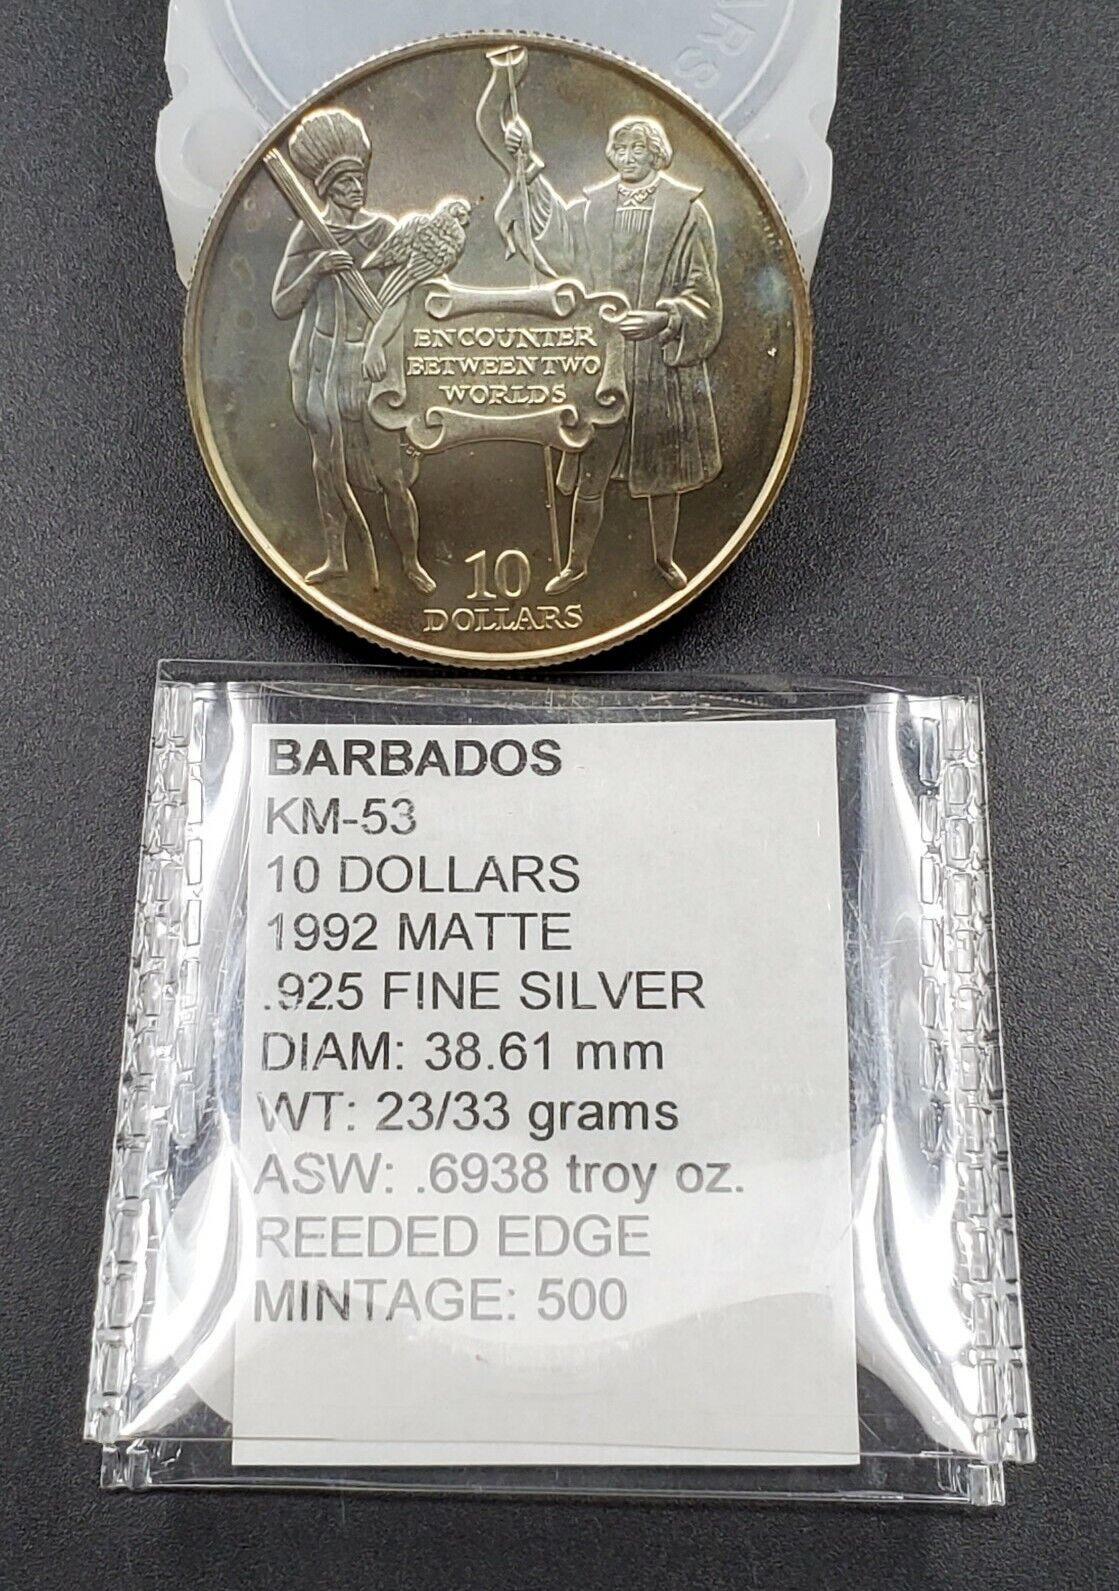 ARS
ENCOUNTER
BETWEEN TWO
WORLDS
10
DOLLARS
BARBADOS
KM-53
10 DOLLARS
1992 MATTE
.925 FINE SILVER
DIAM: 38.61 mm
WT: 23/33 grams
ASW: .6938 troy oz.
REEDED EDGE
MINTAGE: 500